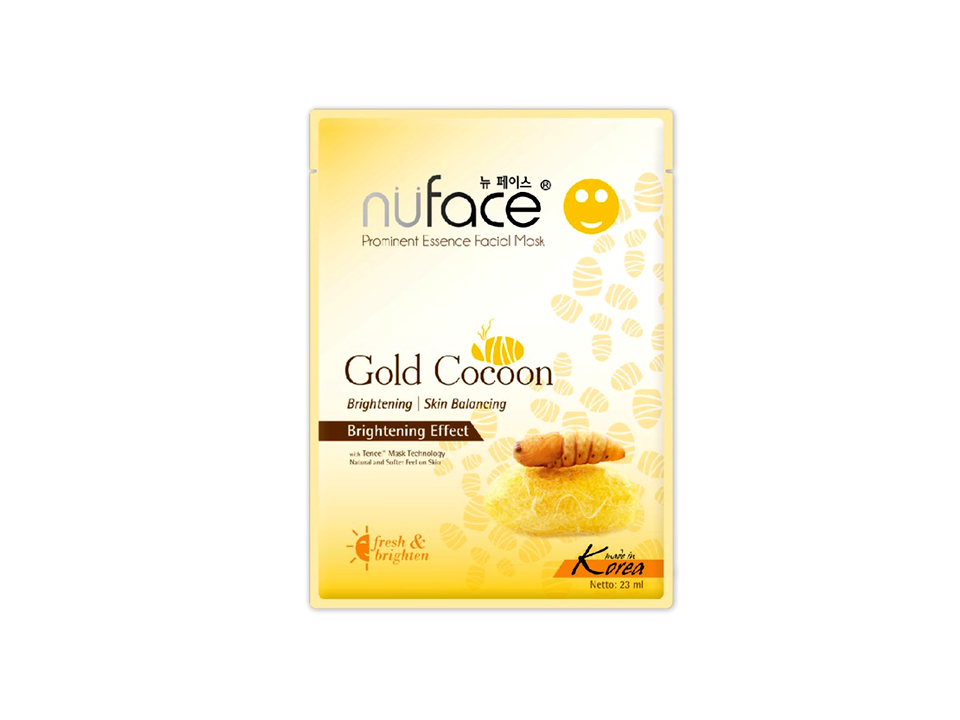 뉴 페이스 ®
nüface
Prominent Essence Facial Mask
Gold Cocoon
Brightening | Skin Balancing
Brightening Effect
with Tencel™ Mask Technology
Natural and Softer Feel on Skin
fresh &
brighten
made in
Korea
Netto: 23 ml